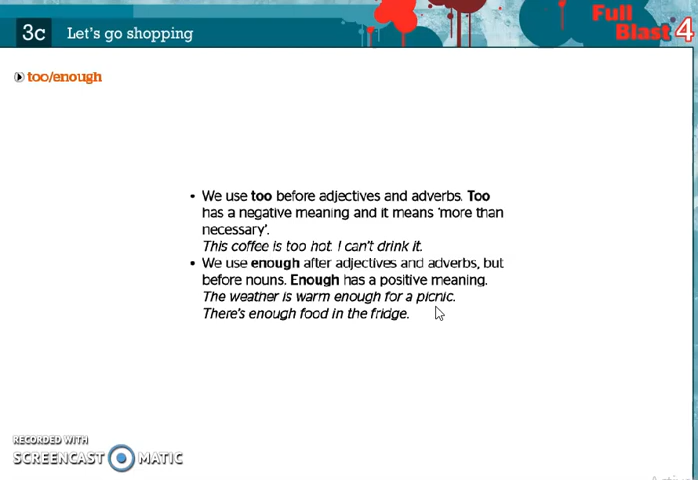 Full
Blast 4
3c Let's go shopping
too/enough
• We use too before adjectives and adverbs. Too
has a negative meaning and it means 'more than
necessary'.
This coffee is too hot. I can't drink it.
• We use enough after adjectives and adverbs, but
before nouns. Enough has a positive meaning.
The weather is warm enough for a picnic.
There's enough food in the fridge.
RECORDED WITH
SCREENCAST MATIC